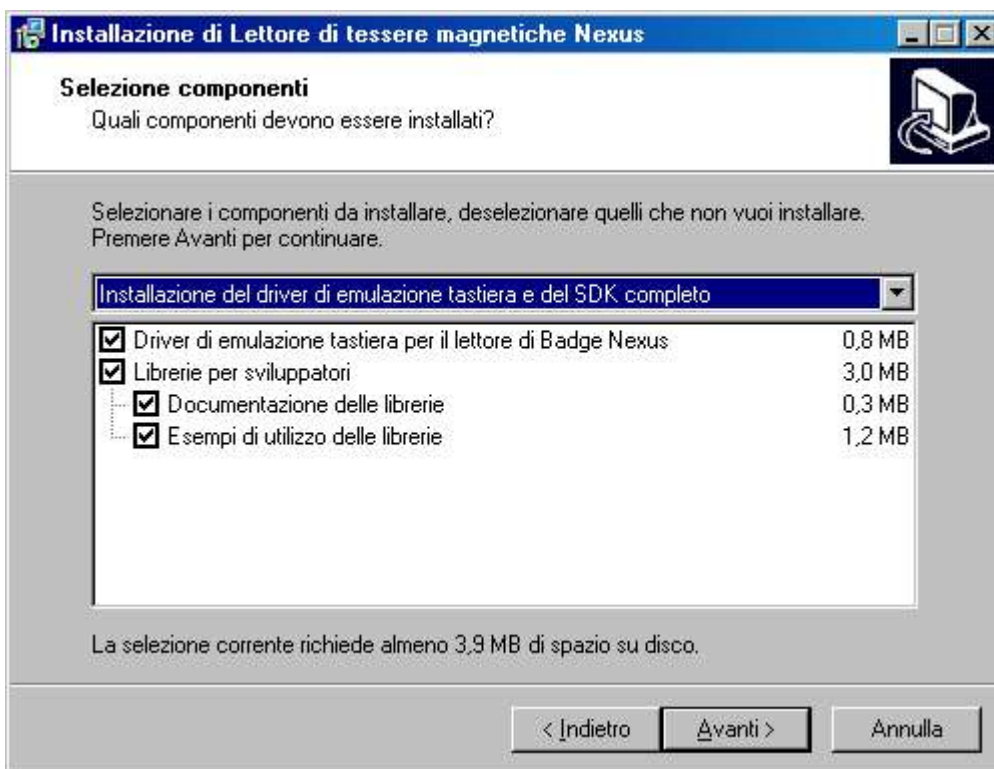 Installazione di Lettore di tessere magnetiche Nexus
Selezione componenti
Quali componenti devono essere installati?
Selezionare i componenti da installare, deselezionare quelli che non vuoi installare.
Premere Avanti per continuare.
Installazione del driver di emulazione tastiera e del SDK completo
Driver di emulazione tastiera per il lettore di Badge Nexus 0,8 MB
Librerie per sviluppatori 3,0 MB
Documentazione delle librerie 0,3 MB
Esempi di utilizzo delle librerie 1,2 MB
La selezione corrente richiede almeno 3,9 MB di spazio su disco.
< Indietro Avanti > Annulla